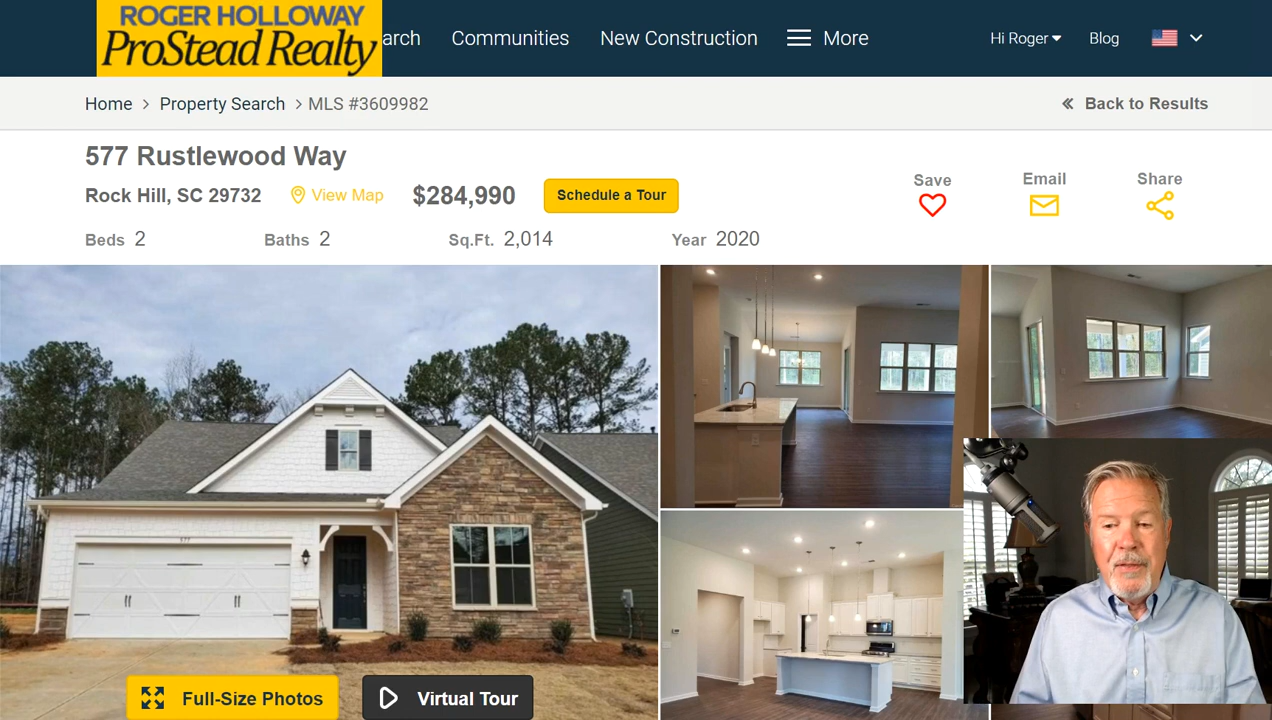 ROGER HOLLOWAY
ProStead Realty
arch Communities New Construction More Hi Roger Blog
Home > Property Search > MLS #3609982 « Back to Results
577 Rustlewood Way
Rock Hill, SC 29732 View Map $284,990 Schedule a Tour
Save Email Share
Beds 2 Baths 2 Sq.Ft. 2,014 Year 2020
577
Full-Size Photos Virtual Tour